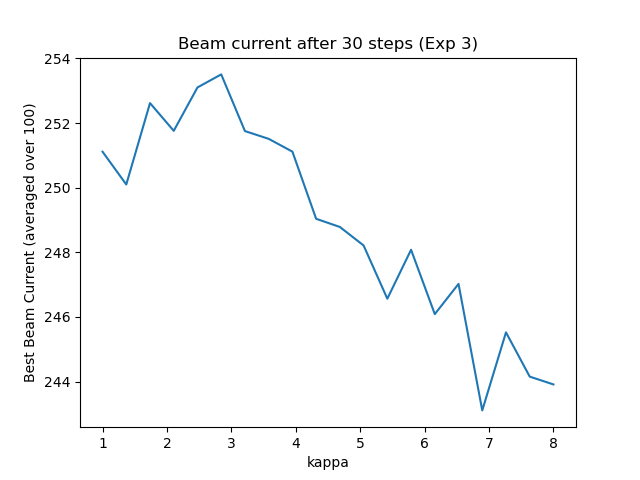 Beam current after 30 steps (Exp 3)
Best Beam Current (averaged over 100)
254
252
250
248
246
244
1 2 3 4 5 6 7 8
kappa